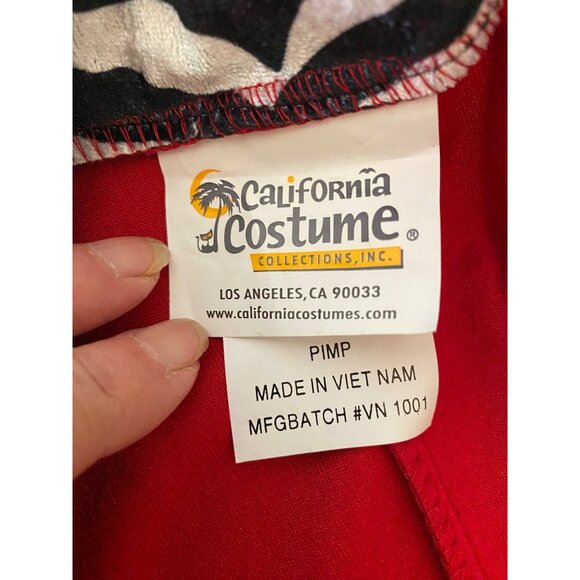 California
Costume ®
COLLECTIONS, INC.
LOS ANGELES, CA 90033
www.californiacostumes.com
PIMP
MADE IN VIET NAM
MFGBATCH #VN 1001